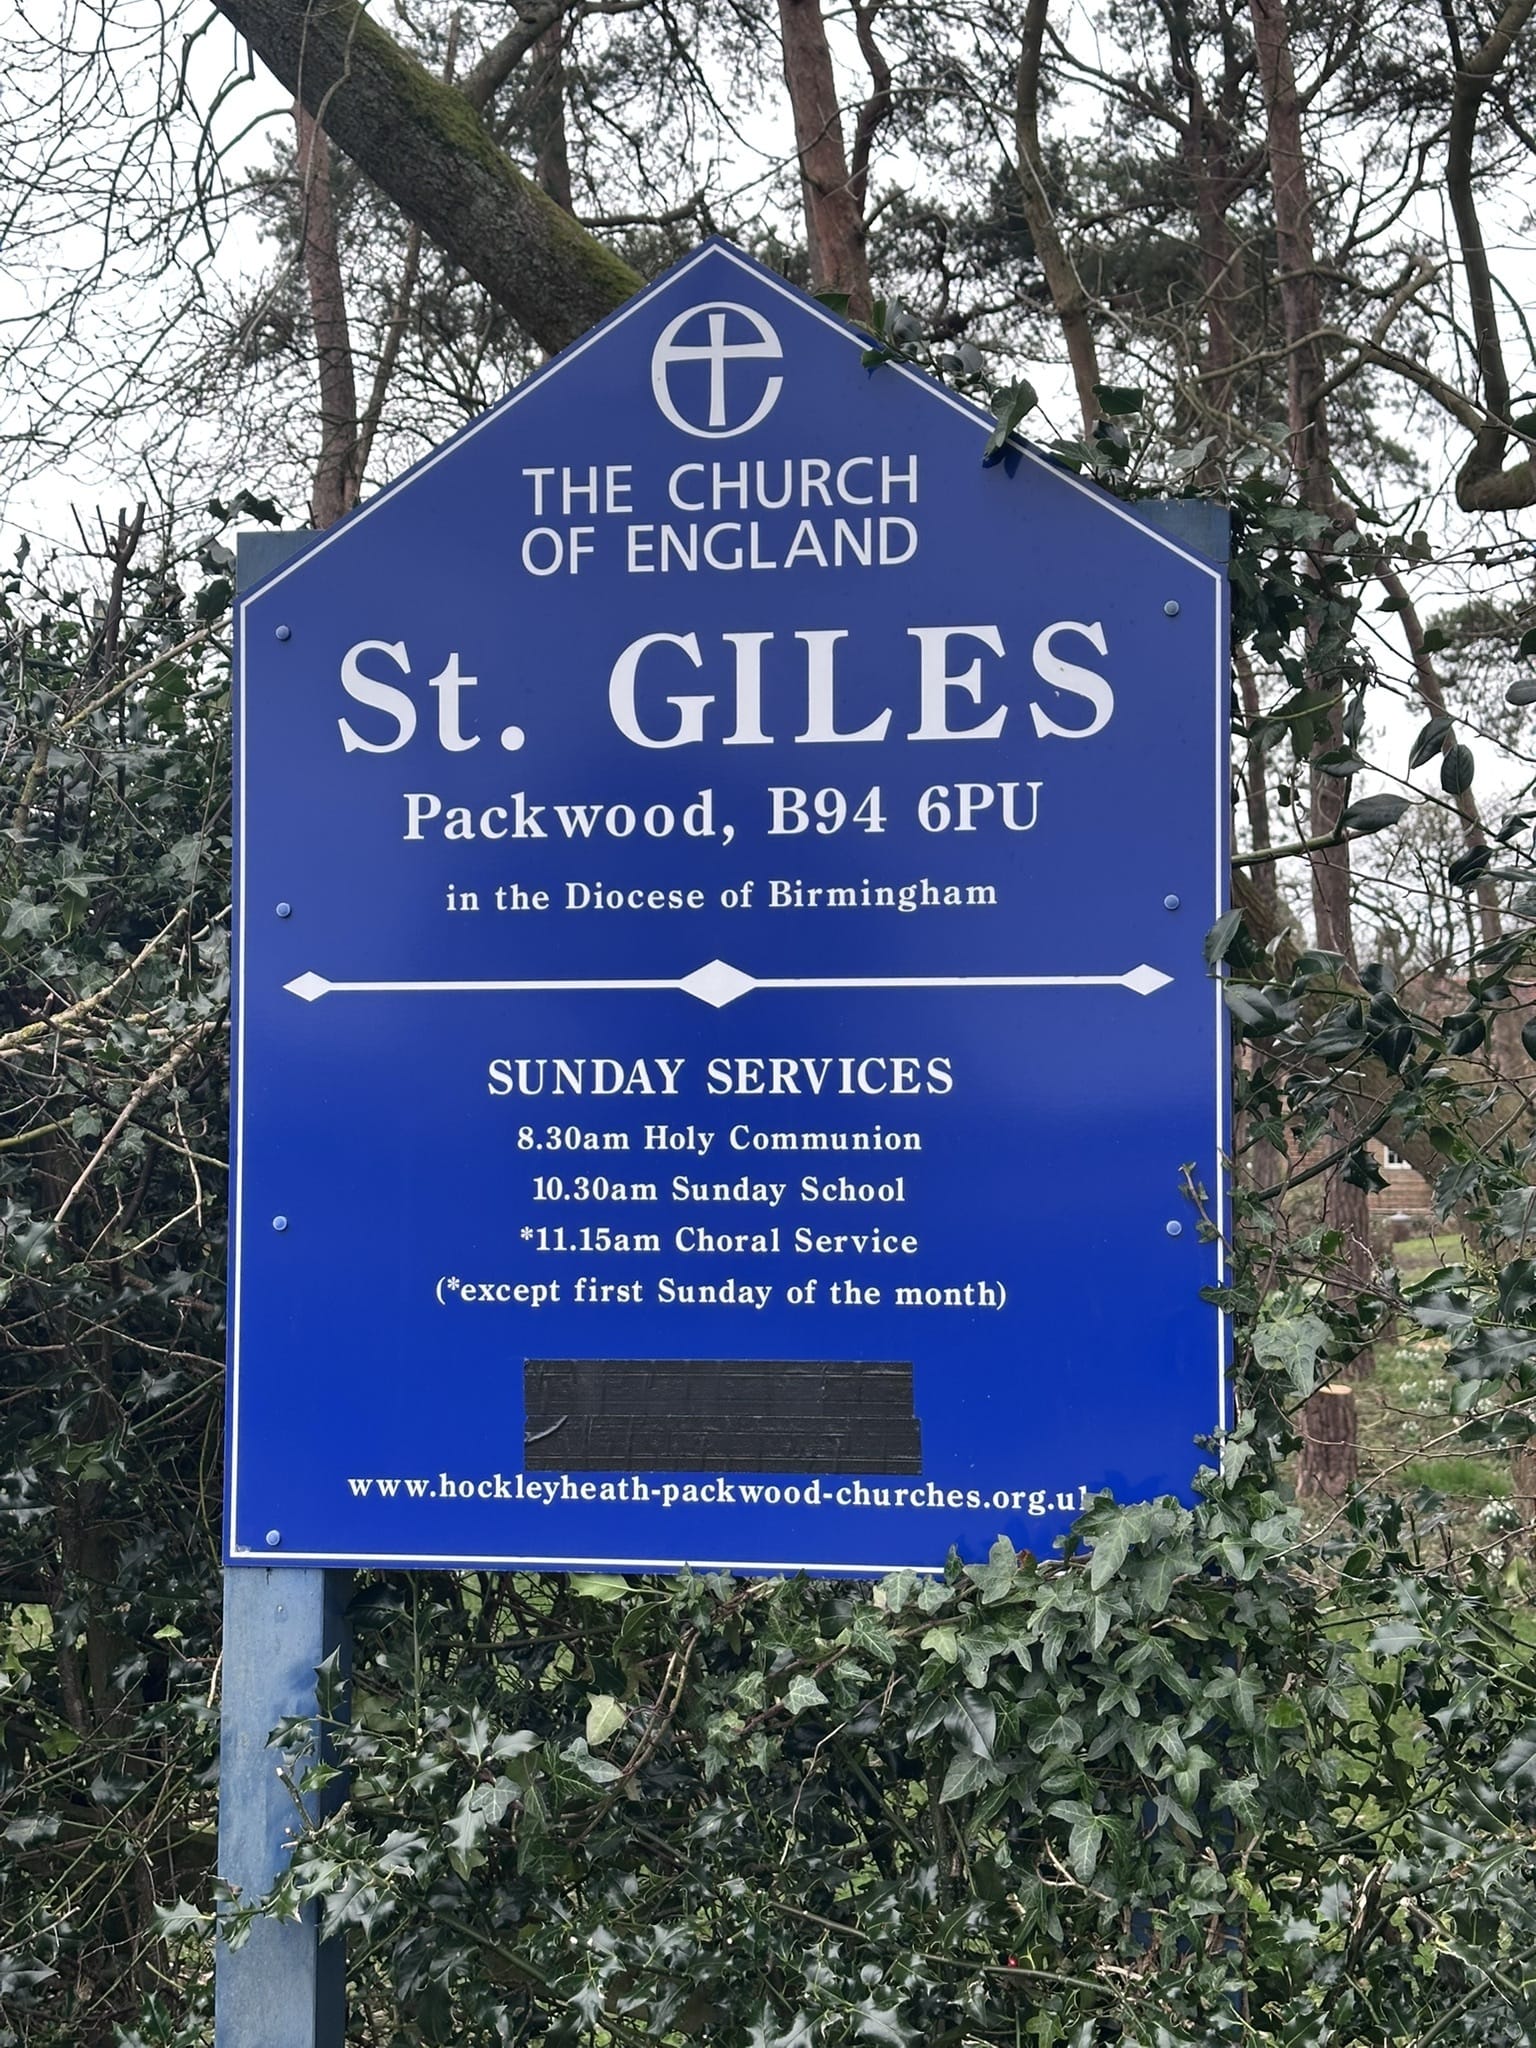 THE CHURCH
OF ENGLAND
St. GILES
Packwood, B94 6PU
in the Diocese of Birmingham
SUNDAY SERVICES
8.30am Holy Communion
10.30am Sunday School
*11.15am Choral Service
(*except first Sunday of the month)
www.hockleyheath-packwood-churches.org.uk